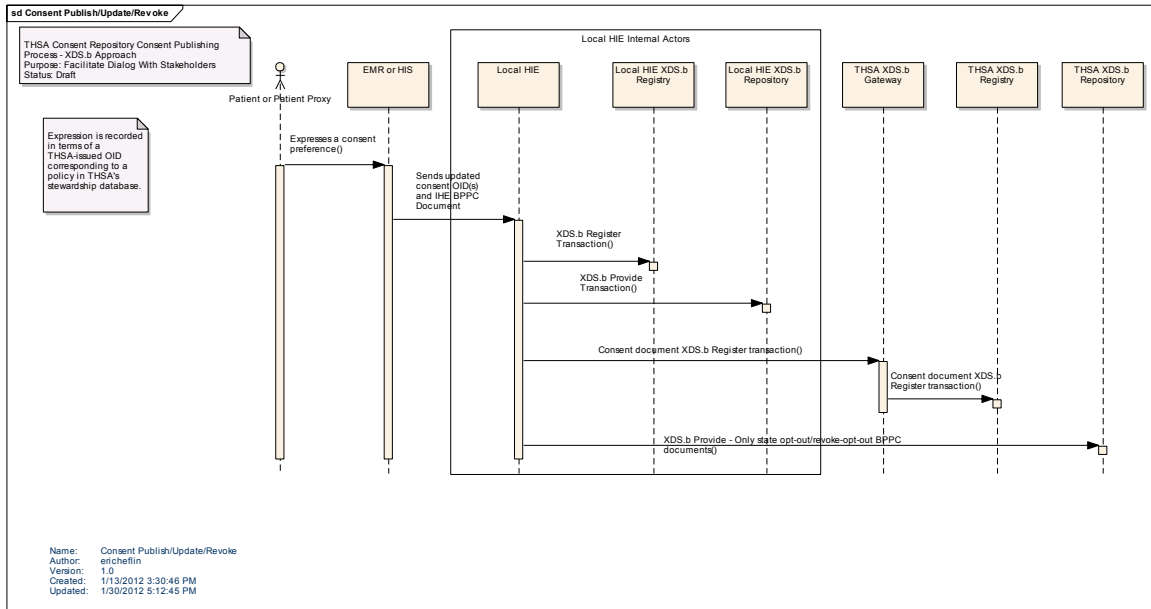 sd Consent Publish/Update/Revoke
THSA Consent Repository Consent Publishing
Process - XDS.b Approach
Purpose: Facilitate Dialog With Stakeholders
Status: Draft
Local HIE Internal Actors
Patient or Patient Proxy
EMR or HIS
Local HIE
Local HIE XDS.b
Registry
Local HIE XDS.b
Repository
THSA XDS.b
Gateway
THSA XDS.b
Registry
THSA XDS.b
Repository
Expression is recorded
in terms of a
THSA-issued OID
corresponding to a
policy in THSA's
stewardship database.
Expresses a consent
preference()
Sends updated
consent OID(s)
and IHE BPPC
Document
XDS.b Register
Transaction()
XDS.b Provide
Transaction()
Consent document XDS.b Register transaction()
Consent document XDS.b
Register transaction()
XDS.b Provide - Only state opt-out/revoke-opt-out BPPC
documents()
Name: Consent Publish/Update/Revoke
Author: ericheflin
Version: 1.0
Created: 1/13/2012 3:30:46 PM
Updated: 1/30/2012 5:12:45 PM